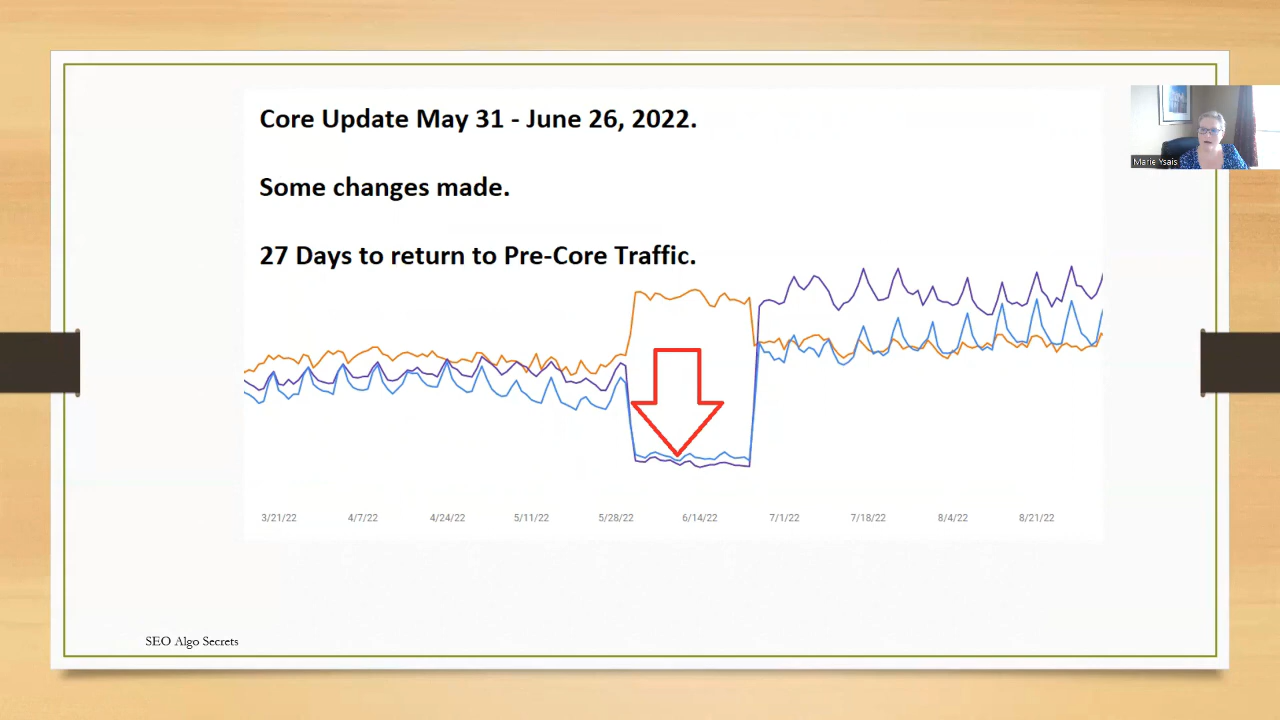 Core Update May 31 - June 26, 2022.
Some changes made.
27 Days to return to Pre-Core Traffic.
Marie Ysais
3/21/22 4/7/22 4/24/22 5/11/22 5/28/22 6/14/22 7/1/22 7/18/22 8/4/22 8/21/22
SEO Algo Secrets